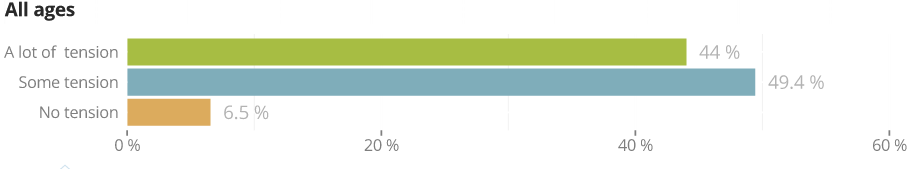 All ages
A lot of  tension 44 %
Some tension 49.4 %
No tension 6.5 %
0 % 20 % 40 % 60 %